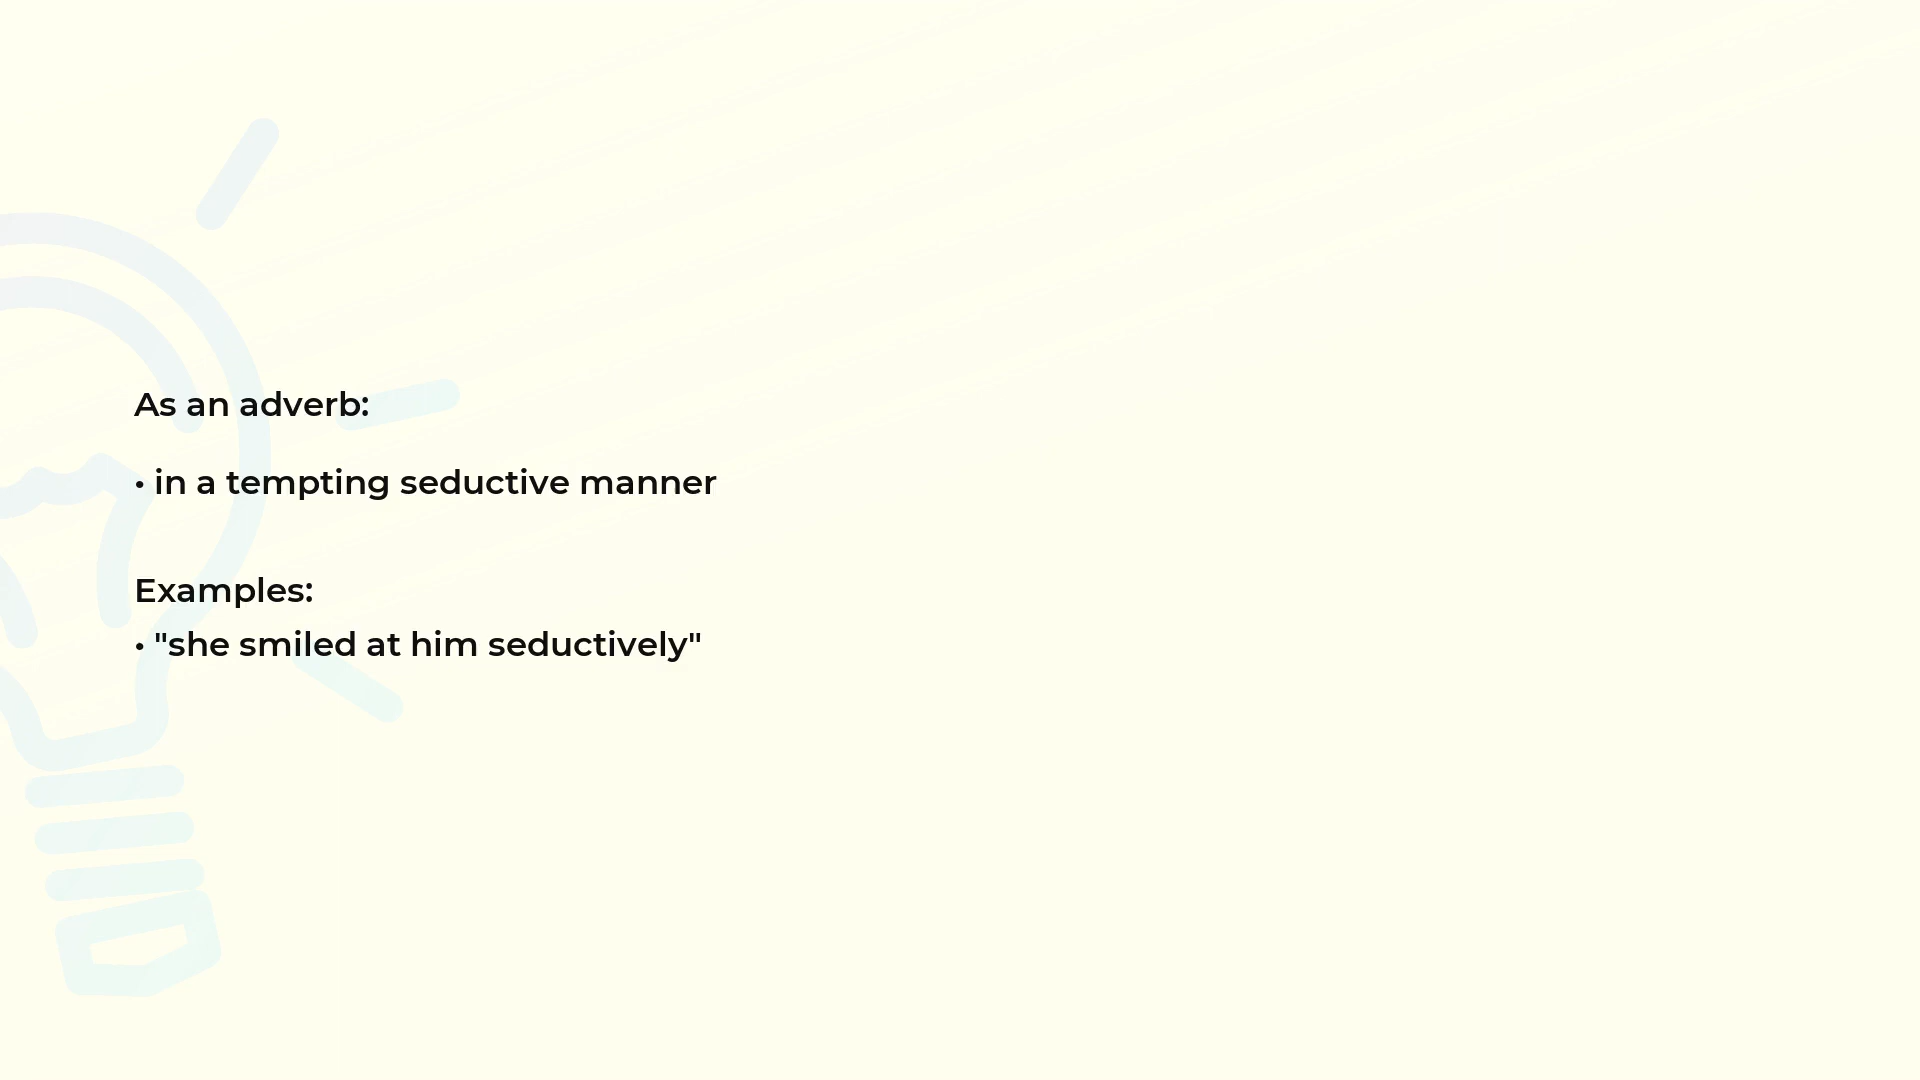 As an adverb:
• in a tempting seductive manner
Examples:
• "she smiled at him seductively"